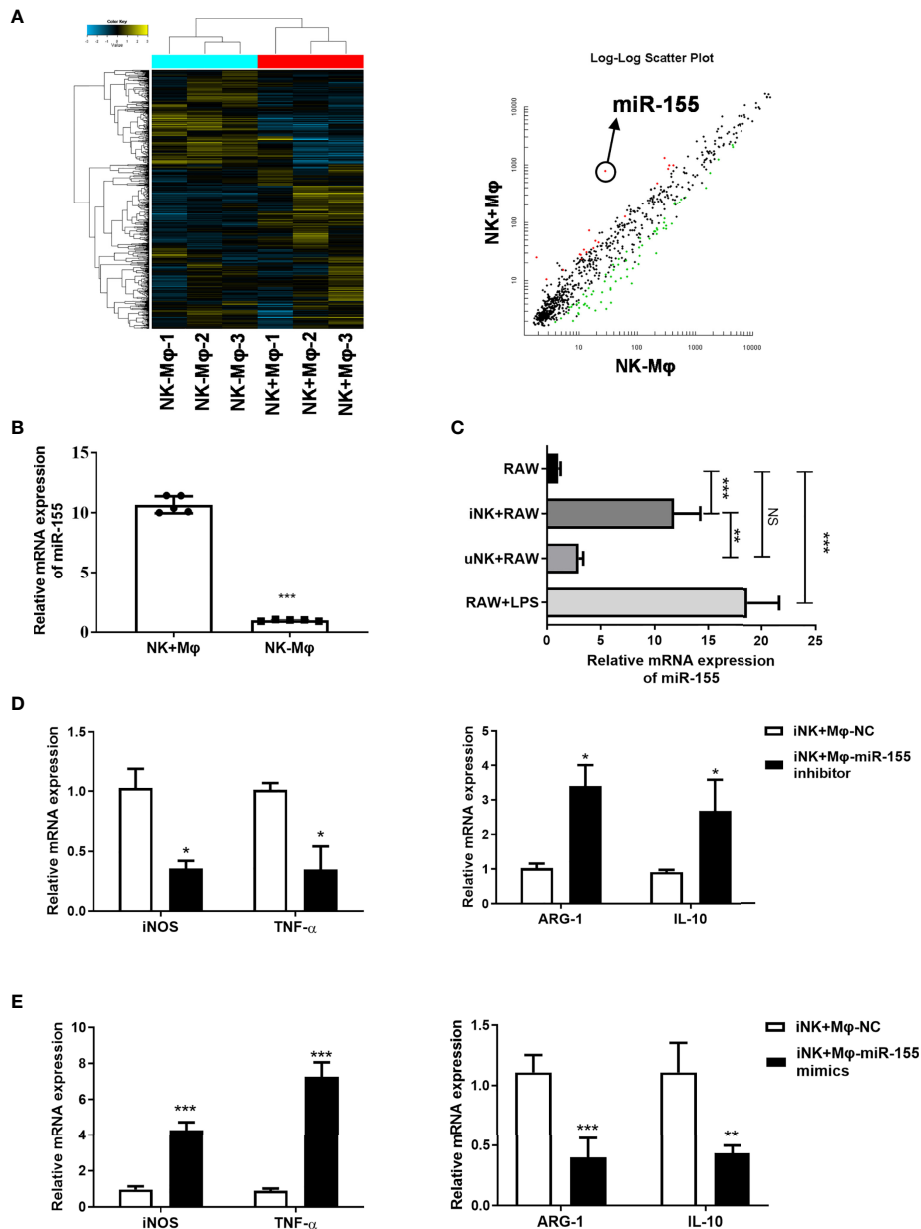 A
Color Key
Value
NK-Mφ-1
NK-Mφ-2
NK-Mφ-3
NK+Mφ-1
NK+Mφ-2
NK+Mφ-3
Log-Log Scatter Plot
miR-155
NK+Mφ
10000
1000
100
10
10
100
1000
10000
NK-Mφ
B
Relative mRNA expression
of miR-155
15
10
5
0
***
NK+Mφ
NK-Mφ
C
RAW
iNK+RAW
uNK+RAW
RAW+LPS
***
**
NS
***
0
5
10
15
20
25
Relative mRNA expression
of miR-155
D
Relative mRNA expression
1.5
1.0
0.5
0.0
*
*
iNOS
TNF-α
Relative mRNA expression
5
4
3
2
1
0
*
*
ARG-1
IL-10
iNK+Mφ-NC
iNK+Mφ-miR-155
inhibitor
E
Relative mRNA expression
10
8
6
4
2
0
***
***
iNOS
TNF-α
Relative mRNA expression
1.5
1.0
0.5
0.0
***
**
ARG-1
IL-10
iNK+Mφ-NC
iNK+Mφ-miR-155
mimics